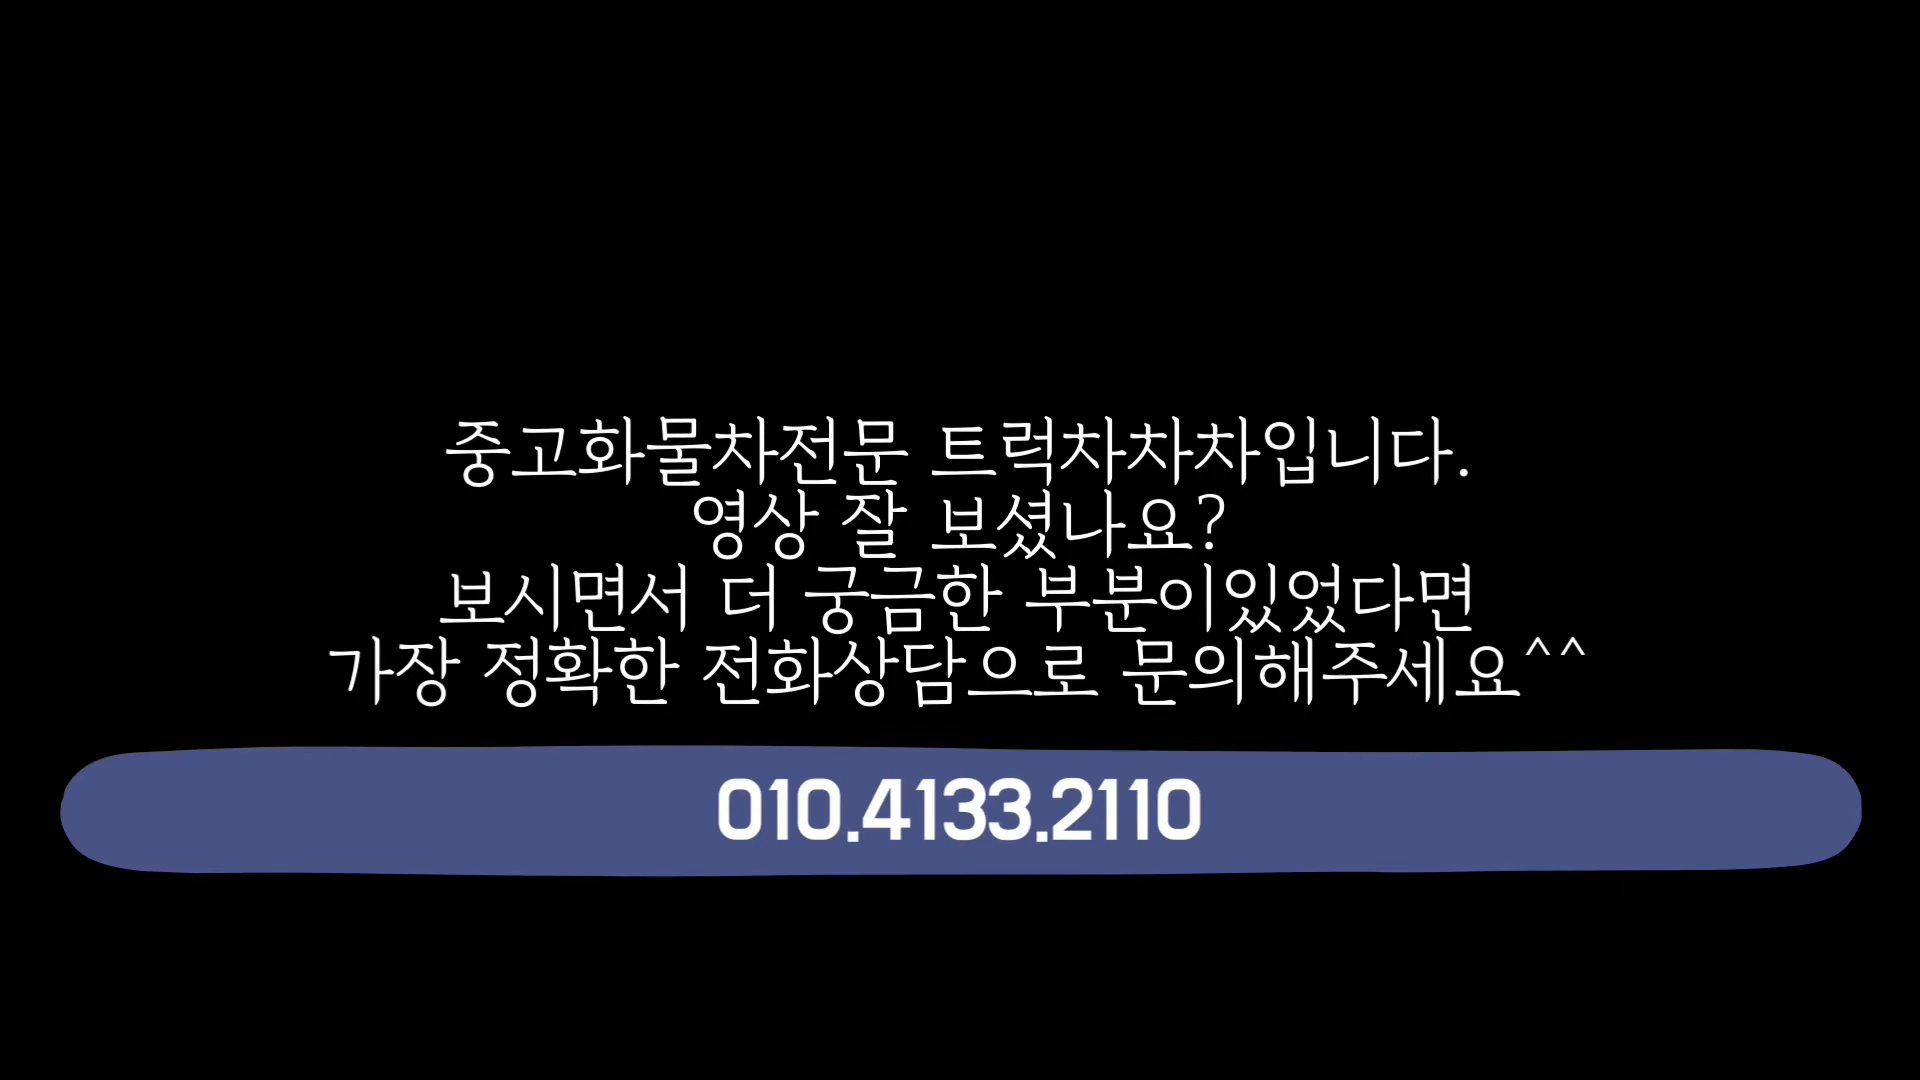 중고화물차전문 트럭차차차입니다.
영상 잘 보셨나요?
보시면서 더 궁금한 부분이있었다면
가장 정확한 전화상담으로 문의해주세요^^
010.4133.2110